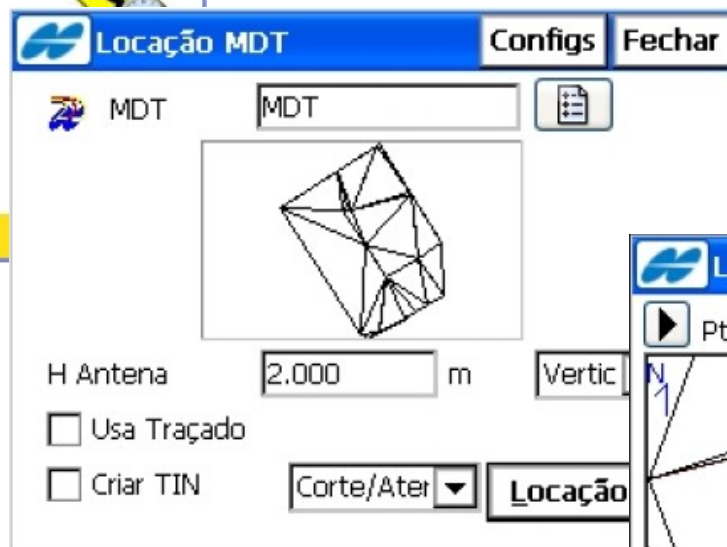 Locação MDT Configs Fechar
MDT MDT
H Antena 2.000 m Vertic
Usa Traçado
Criar TIN Corte/Ater Locação
L
Pt
N